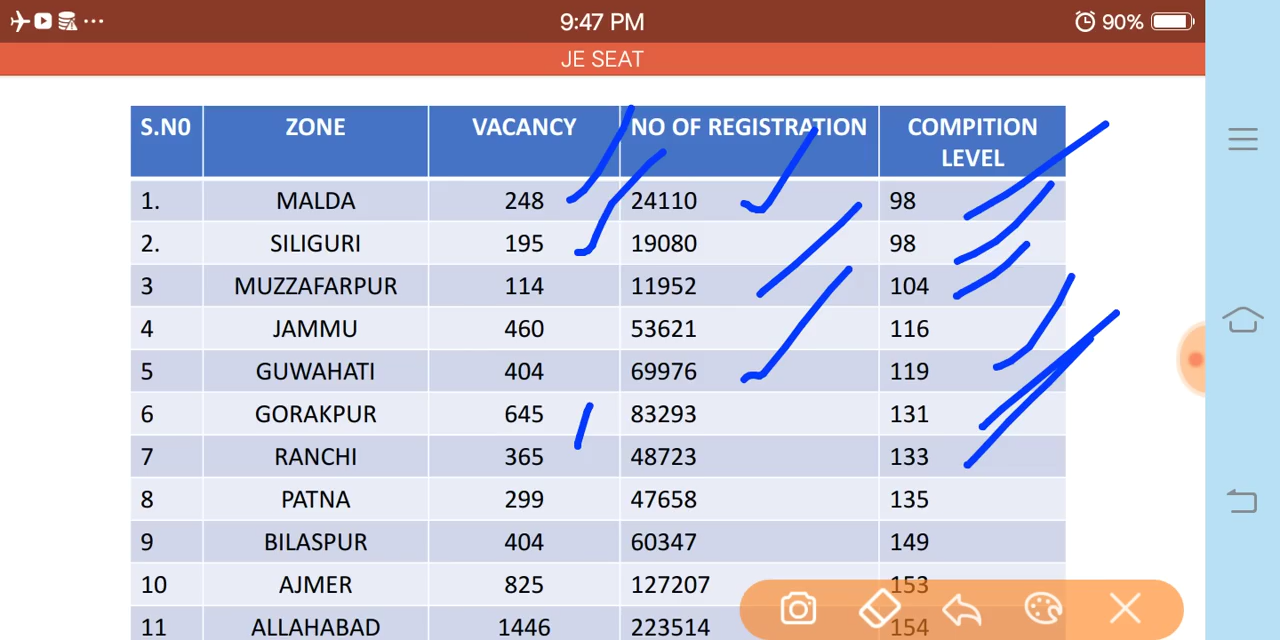 9:47 PM
90%
JE SEAT
S.N0 ZONE VACANCY NO OF REGISTRATION COMPITION LEVEL
1. MALDA 248 24110 98
2. SILIGURI 195 19080 98
3 MUZZAFARPUR 114 11952 104
4 JAMMU 460 53621 116
5 GUWAHATI 404 69976 119
6 GORAKPUR 645 83293 131
7 RANCHI 365 48723 133
8 PATNA 299 47658 135
9 BILASPUR 404 60347 149
10 AJMER 825 127207 153
11 ALLAHABAD 1446 223514 154